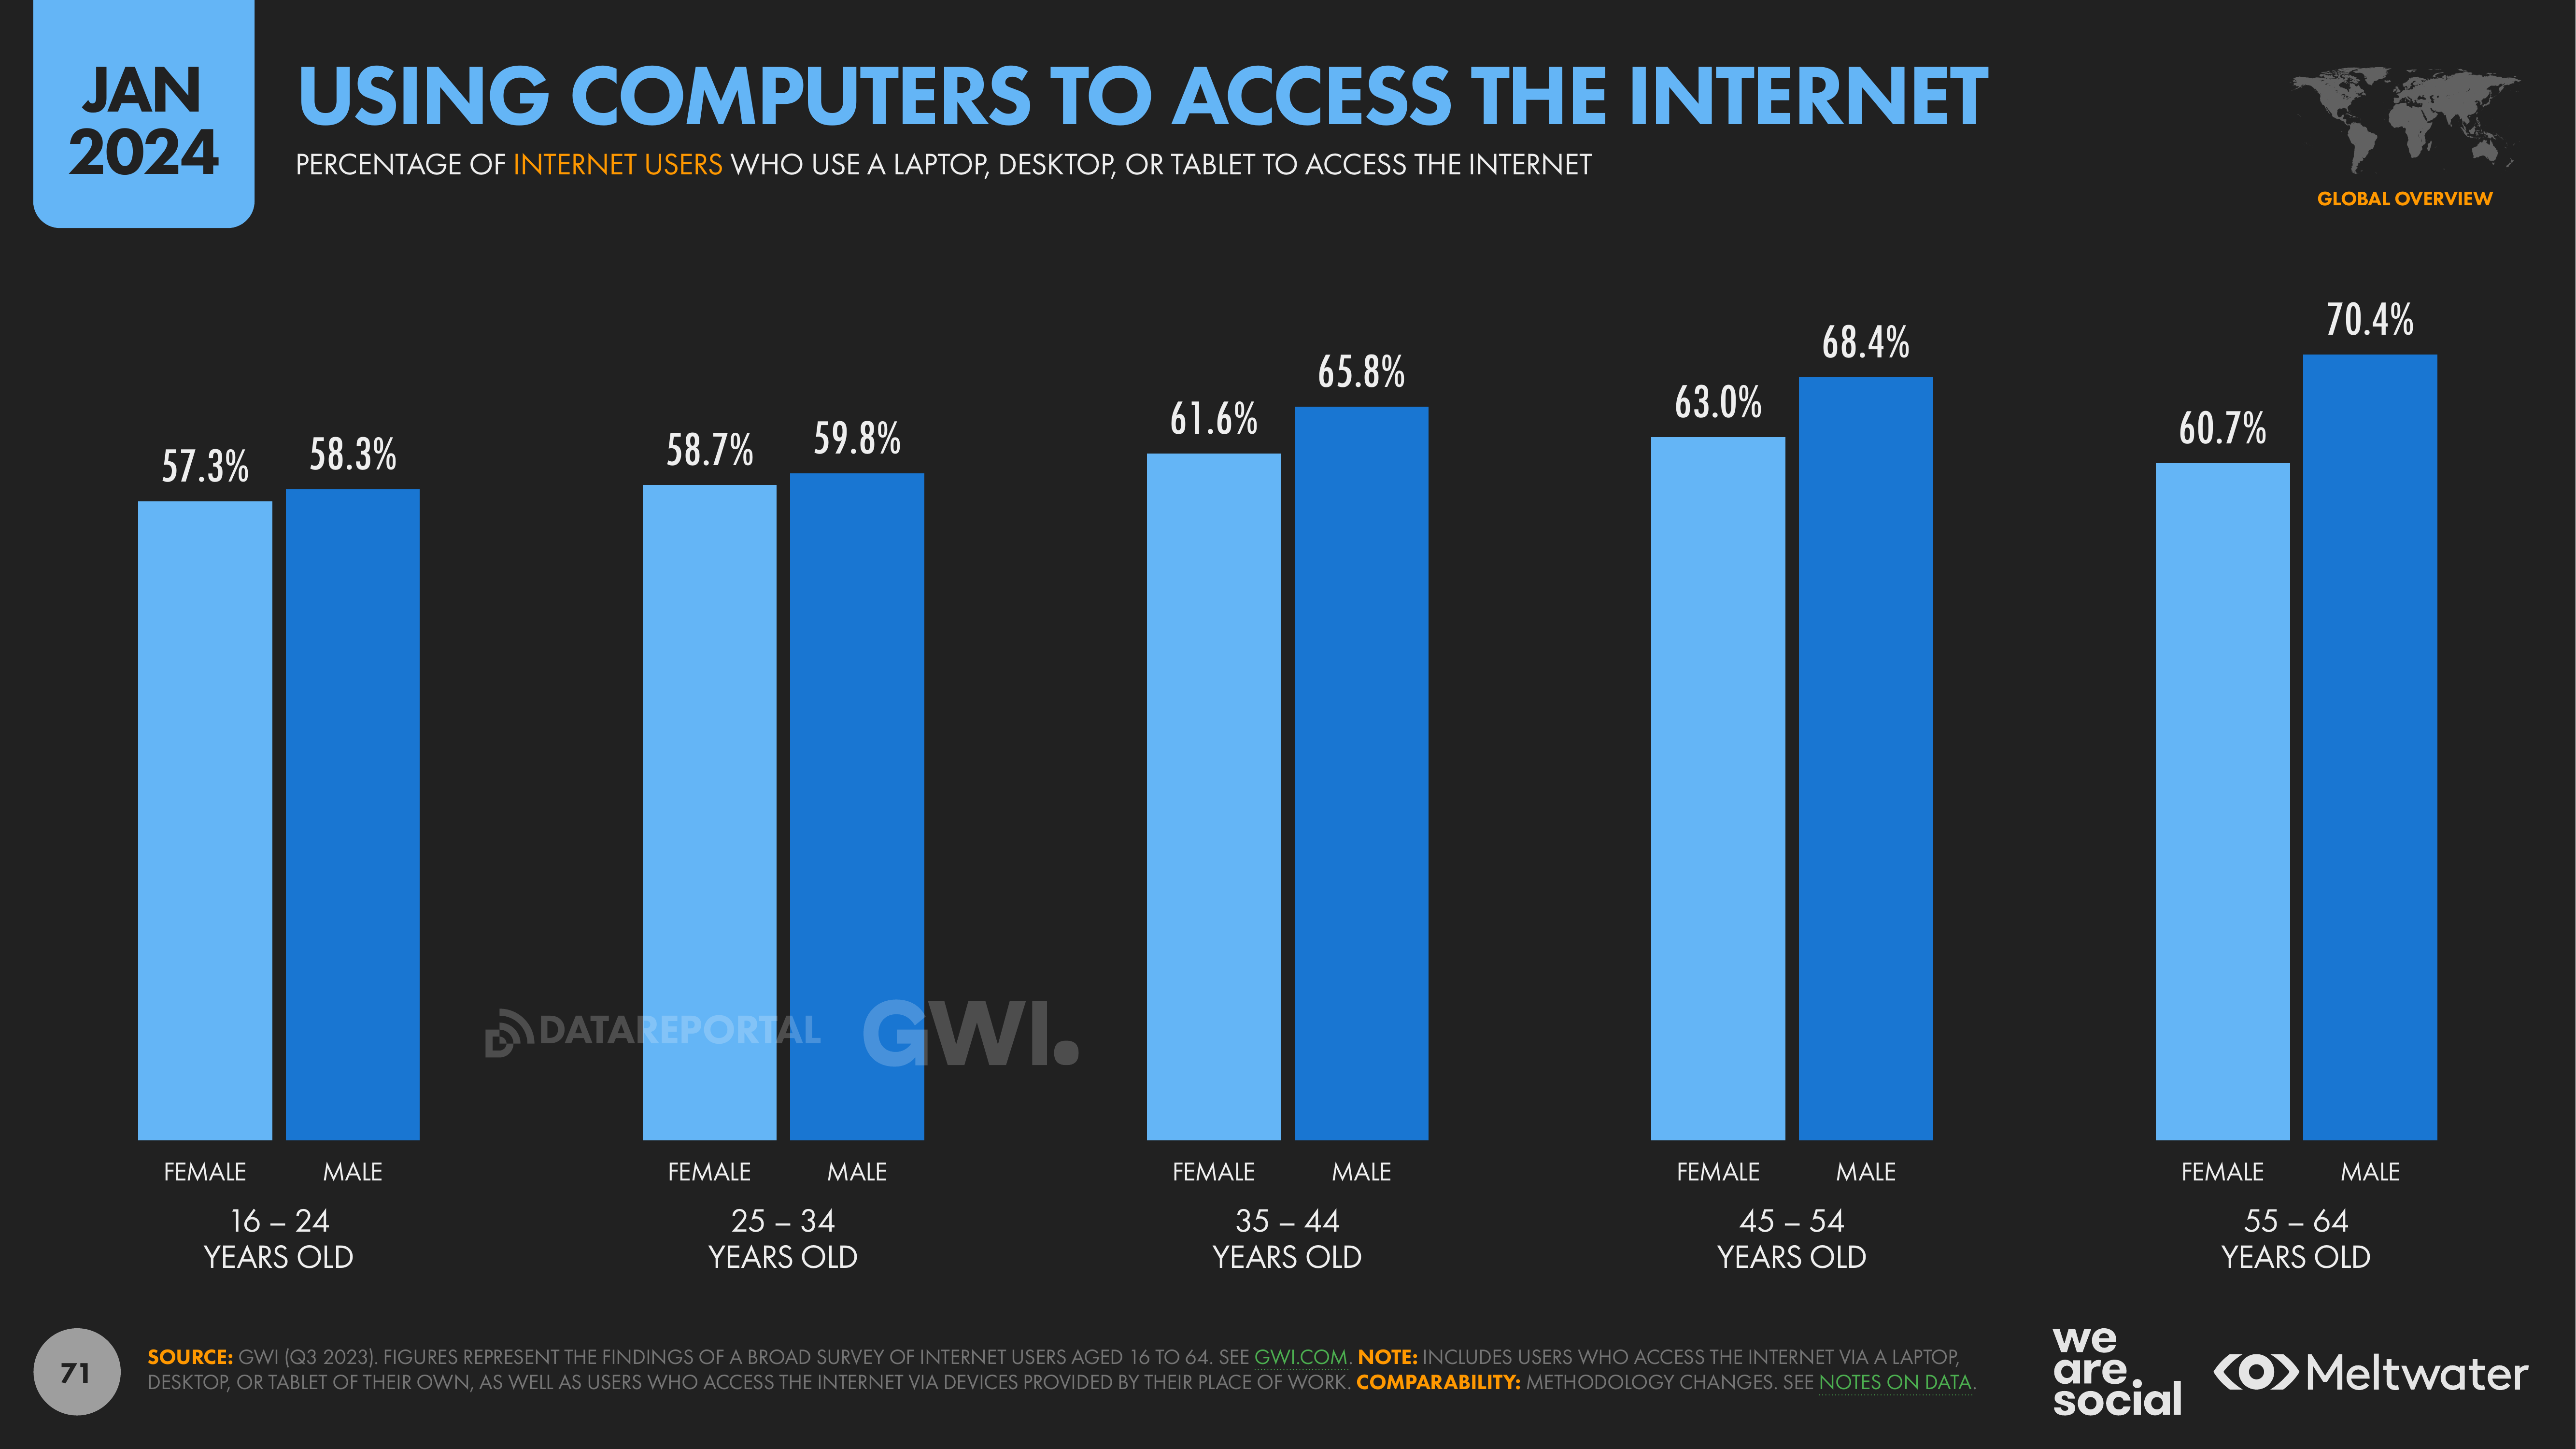 JAN
2024
USING COMPUTERS TO ACCESS THE INTERNET
PERCENTAGE OF INTERNET USERS WHO USE A LAPTOP, DESKTOP, OR TABLET TO ACCESS THE INTERNET
GLOBAL OVERVIEW
57.3%
58.3%
58.7%
59.8%
61.6%
65.8%
63.0%
68.4%
60.7%
70.4%
DATAREPORTAL
GWI.
FEMALE MALE FEMALE MALE FEMALE MALE FEMALE MALE FEMALE MALE
16 – 24 25 – 34 35 – 44 45 – 54 55 – 64
YEARS OLD YEARS OLD YEARS OLD YEARS OLD YEARS OLD
71
SOURCE: GWI (Q3 2023). FIGURES REPRESENT THE FINDINGS OF A BROAD SURVEY OF INTERNET USERS AGED 16 TO 64. SEE GWI.COM. NOTE: INCLUDES USERS WHO ACCESS THE INTERNET VIA A LAPTOP,
DESKTOP, OR TABLET OF THEIR OWN, AS WELL AS USERS WHO ACCESS THE INTERNET VIA DEVICES PROVIDED BY THEIR PLACE OF WORK. COMPARABILITY: METHODOLOGY CHANGES. SEE NOTES ON DATA.
we
are
social
Meltwater